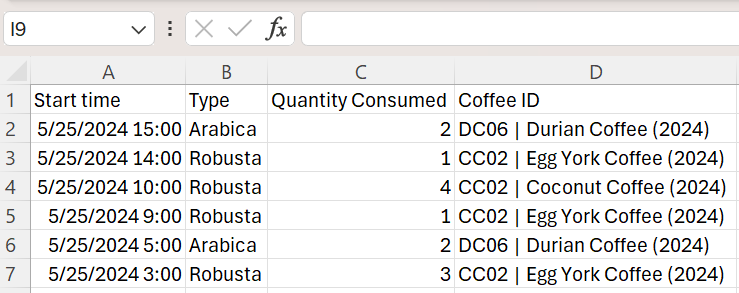 I9 fx
A B C D
1 Start time Type Quantity Consumed Coffee ID
2 5/25/2024 15:00 Arabica 2 DC06 | Durian Coffee (2024)
3 5/25/2024 14:00 Robusta 1 CC02 | Egg York Coffee (2024)
4 5/25/2024 10:00 Robusta 4 CC02 | Coconut Coffee (2024)
5 5/25/2024 9:00 Robusta 1 CC02 | Egg York Coffee (2024)
6 5/25/2024 5:00 Arabica 2 DC06 | Durian Coffee (2024)
7 5/25/2024 3:00 Robusta 3 CC02 | Egg York Coffee (2024)